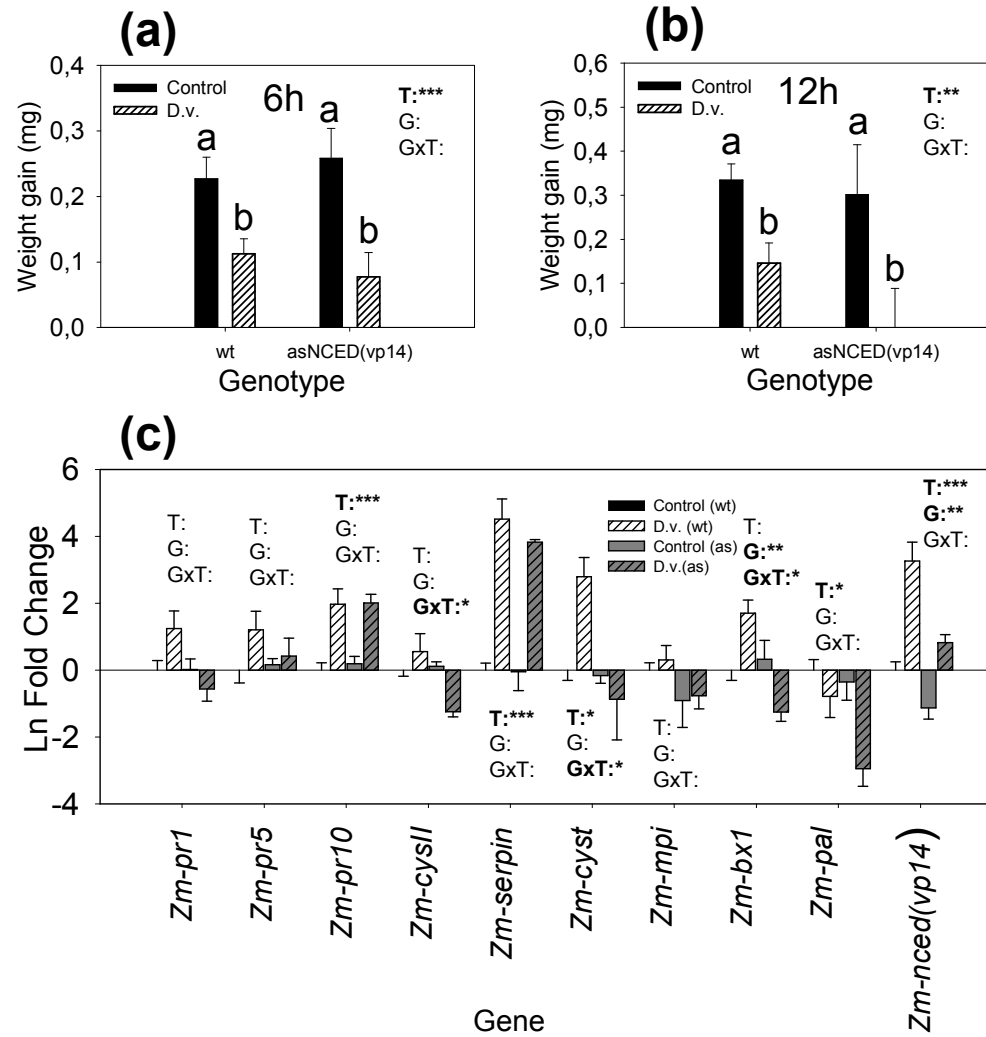 (a)
Weight gain (mg)
0,4
0,3
0,2
0,1
0,0
Control
D.v.
6h
T:***
G:
GxT:
a
b
a
b
wt
asNCED(vp14)
Genotype
(b)
Weight gain (mg)
0,6
0,5
0,4
0,3
0,2
0,1
0,0
Control
D.v.
12h
T:**
G:
GxT:
a
b
a
b
wt
asNCED(vp14)
Genotype
(c)
Ln Fold Change
6
4
2
0
-2
-4
T:
G:
GxT:
T:
G:
GxT:
T:***
G:
GxT:
T:
G:
GxT:*
T:***
G:
GxT:
T:*
G:
GxT:*
T:
G:
GxT:
T:
G:**
GxT:*
T:*
G:
GxT:
T:***
G:**
GxT:
Control (wt)
D.v. (wt)
Control (as)
D.v.(as)
Zm-pr1
Zm-pr5
Zm-pr10
Zm-cysII
Zm-serpin
Zm-cyst
Zm-mpi
Zm-bx1
Zm-pal
Zm-nced(vp14)
Gene